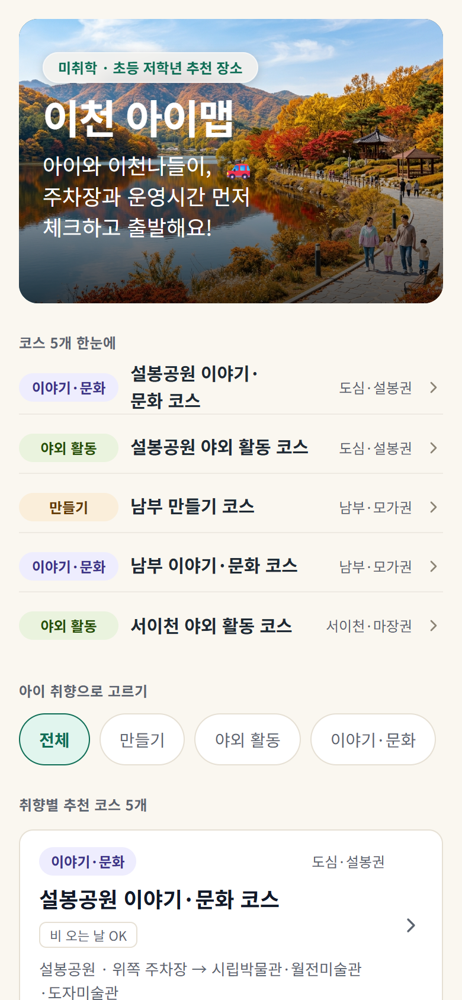 미취학 · 초등 저학년 추천 장소
이천 아이맵
아이와 이천나들이, 🚗
주차장과 운영시간 먼저
체크하고 출발해요!
코스 5개 한눈에
이야기·문화
설봉공원 이야기·
문화 코스
도심·설봉권
야외 활동
설봉공원 야외 활동 코스
도심·설봉권
만들기
남부 만들기 코스
남부·모가권
이야기·문화
남부 이야기·문화 코스
남부·모가권
야외 활동
서이천 야외 활동 코스
서이천·마장권
아이 취향으로 고르기
전체
만들기
야외 활동
이야기·문화
취향별 추천 코스 5개
이야기·문화
도심·설봉권
설봉공원 이야기·문화 코스
비 오는 날 OK
설봉공원 · 위쪽 주차장 → 시립박물관·월전미술관
·도자미술관